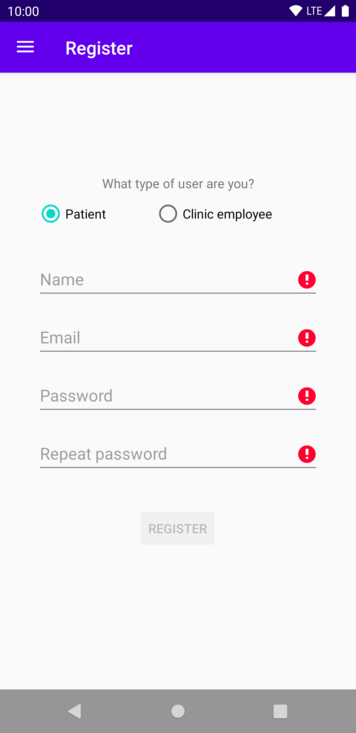 10:00 LTE
Register
What type of user are you?
Patient Clinic employee
Name
Email
Password
Repeat password
REGISTER